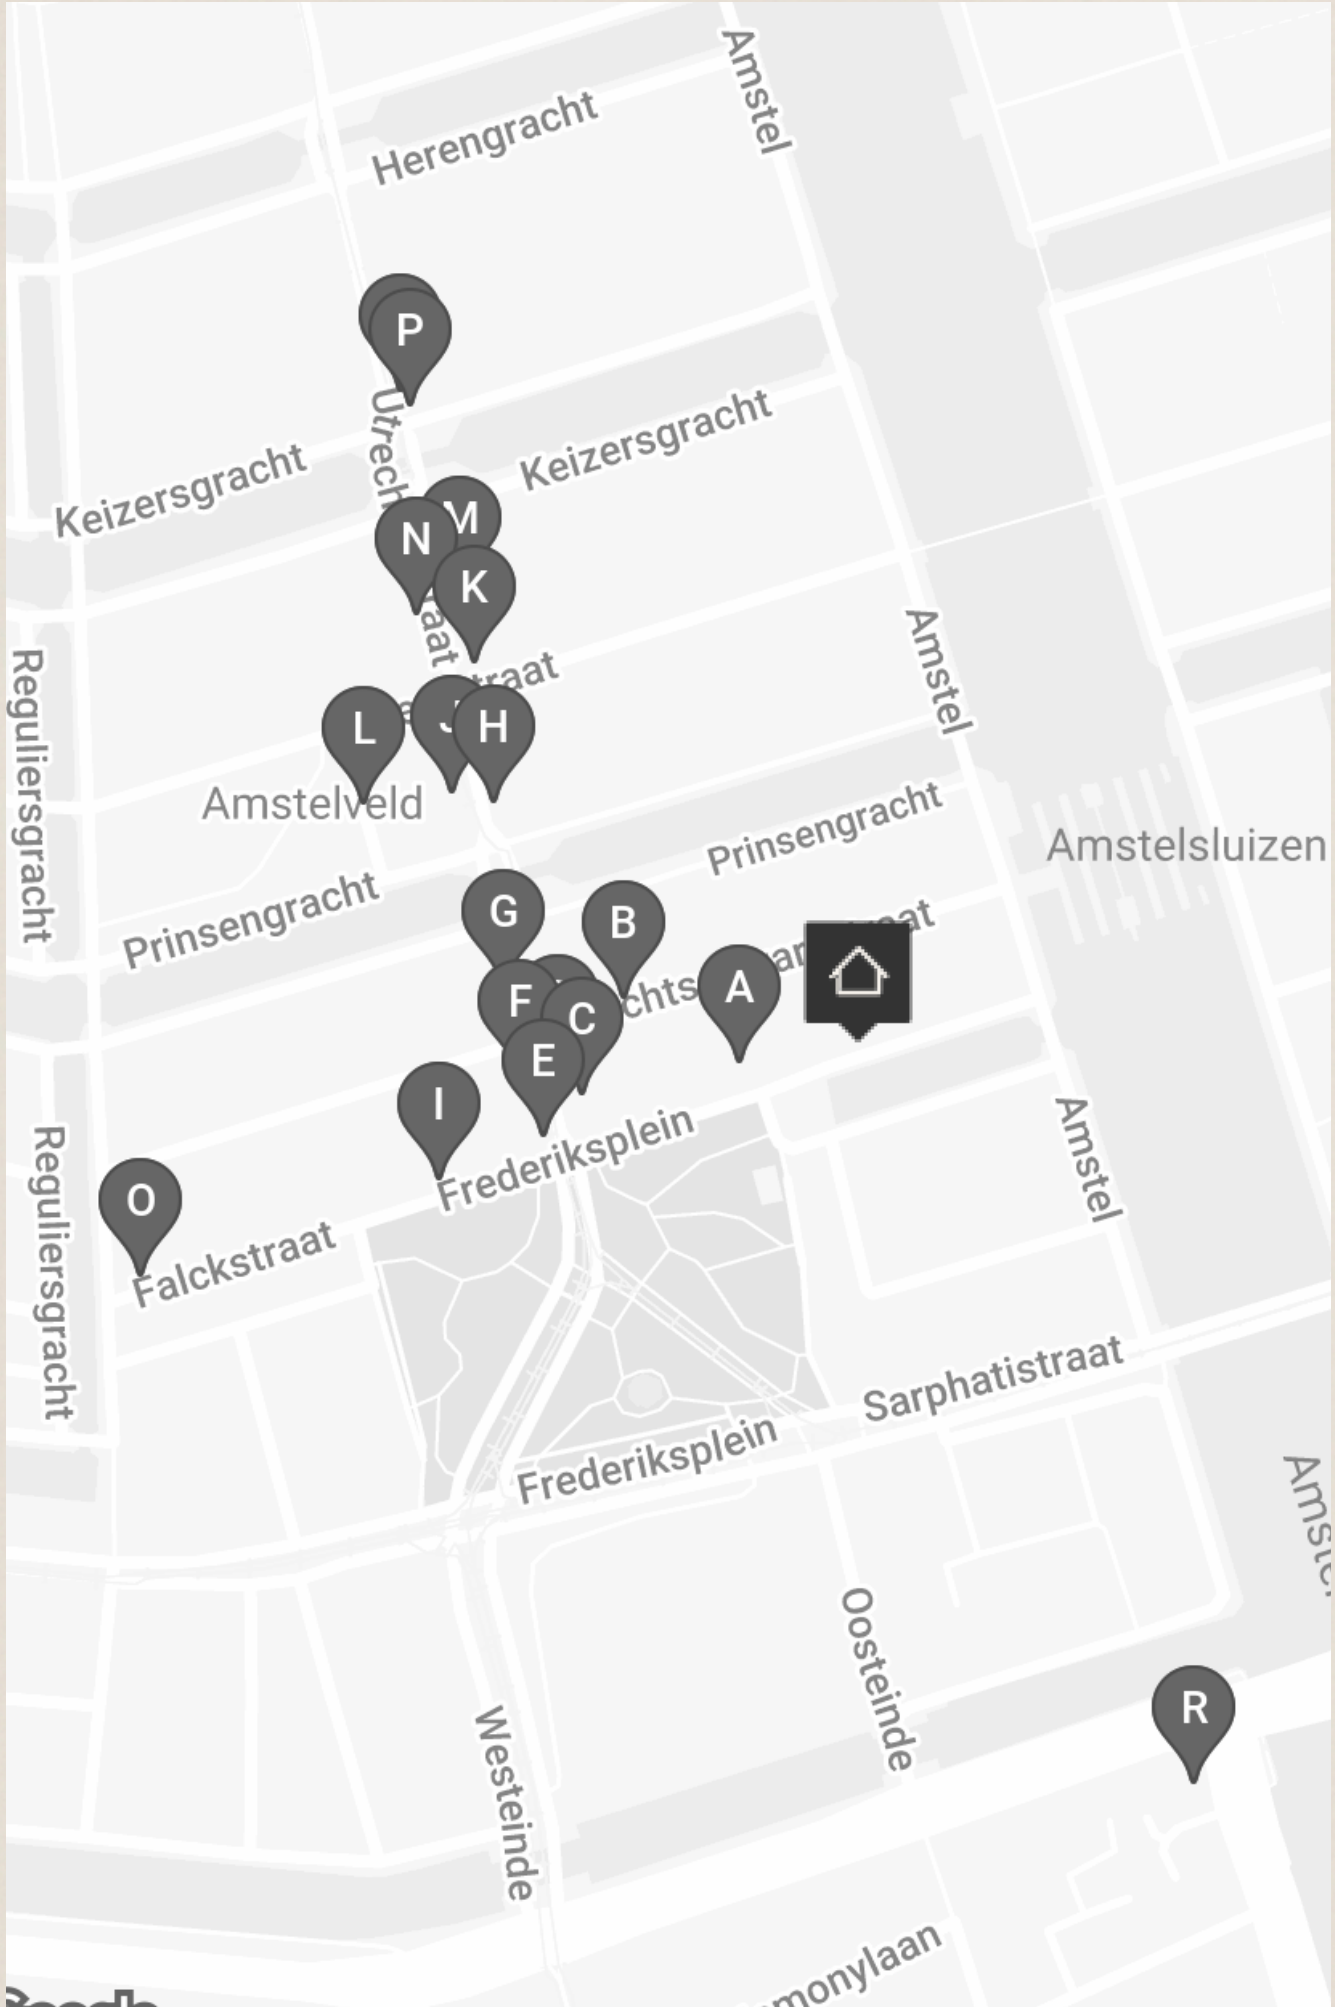 Amstel
Herengracht
P
Keizersgracht
Keizersgracht
M
N
K
Amstel
Reguliersgracht
L
J
H
Amstelveld
Prinsengracht
Amstelsluizen
Prinsengracht
G
B
A
F
C
E
I
Frederiksplein
Amstel
Reguliersgracht
O
Falckstraat
Sarphatistraat
Frederiksplein
Oosteinde
R
Westeinde